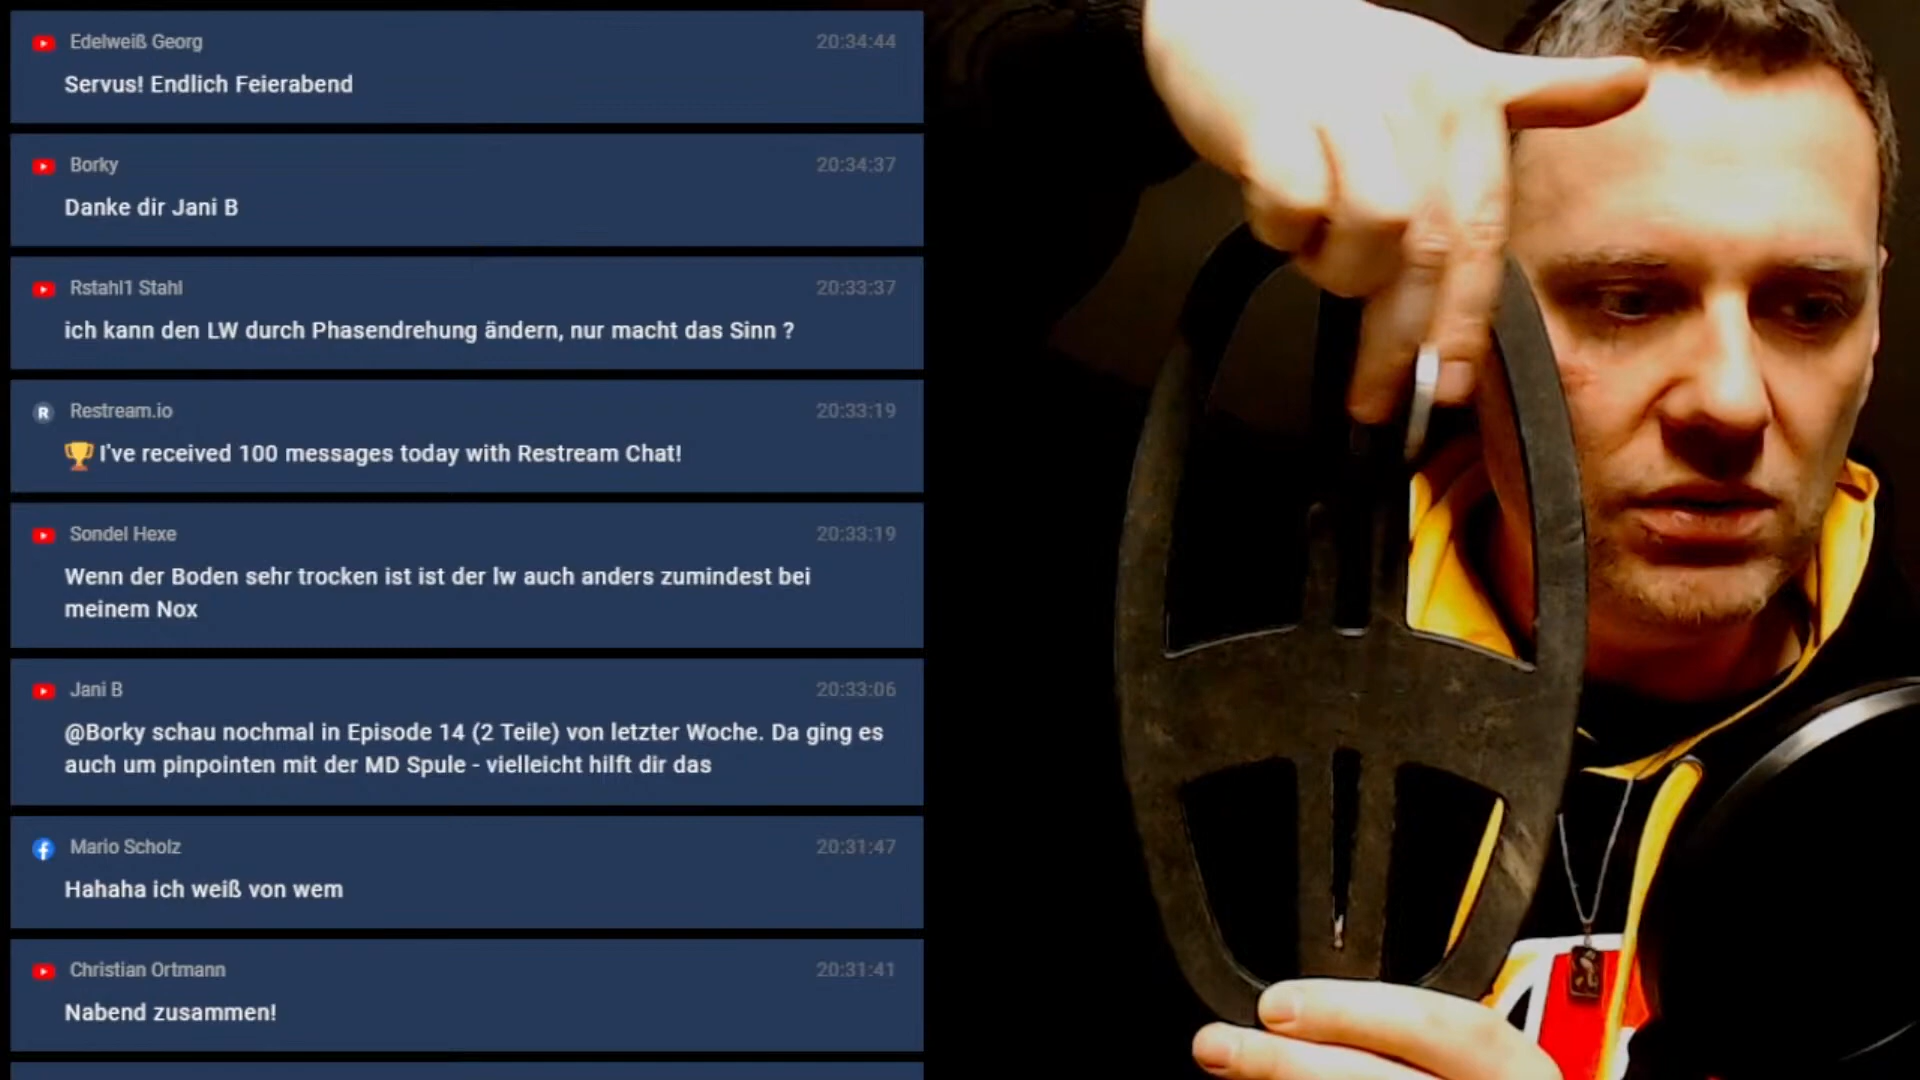 Edelweiß Georg 20:34:44
Servus! Endlich Feierabend
Borky 20:34:37
Danke dir Jani B
Rstahl1 Stahl 20:33:37
ich kann den LW durch Phasendrehung ändern, nur macht das Sinn ?
R Restream.io 20:33:19
🏆 I've received 100 messages today with Restream Chat!
Sondel Hexe 20:33:19
Wenn der Boden sehr trocken ist ist der lw auch anders zumindest bei
meinem Nox
Jani B 20:33:06
@Borky schau nochmal in Episode 14 (2 Teile) von letzter Woche. Da ging es
auch um pinpointen mit der MD Spule - vielleicht hilft dir das
Mario Scholz 20:31:47
Hahaha ich weiß von wem
Christian Ortmann 20:31:41
Nabend zusammen!